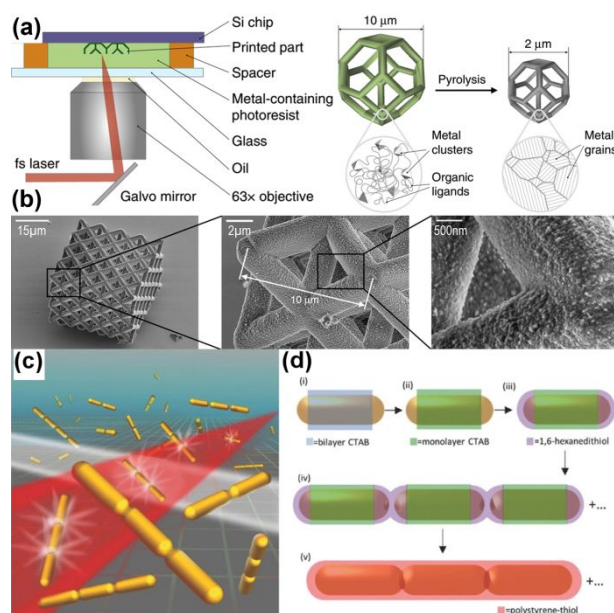 (a)
Si chip
Printed part
Spacer
Metal-containing
photoresist
Glass
Oil
fs laser
Galvo mirror
63× objective
10 μm
Pyrolysis
2 μm
Metal
clusters
Organic
ligands
Metal
grains
(b)
15μm
2μm
10 μm
500nm
(c)
(d)
(i)
(ii)
(iii)
=bilayer CTAB
=monolayer CTAB
=1,6-hexanedithiol
(iv)
+...
(v)
+...
=polystyrene-thiol